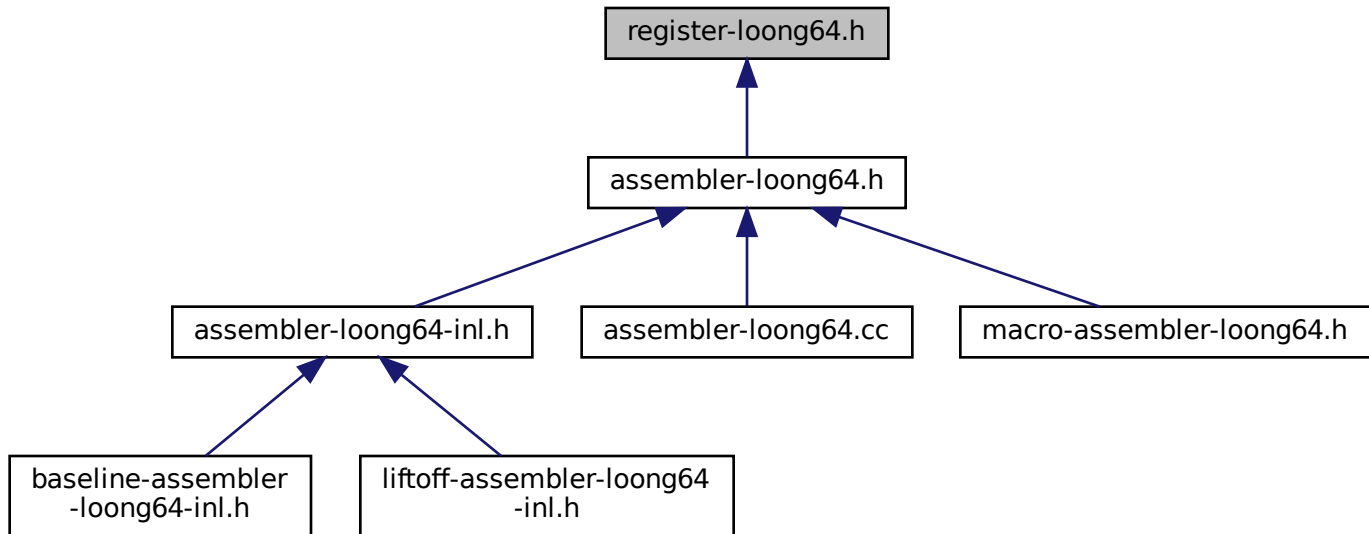 register-loong64.h
assembler-loong64.h
assembler-loong64-inl.h
assembler-loong64.cc
macro-assembler-loong64.h
baseline-assembler
-loong64-inl.h
liftoff-assembler-loong64
-inl.h